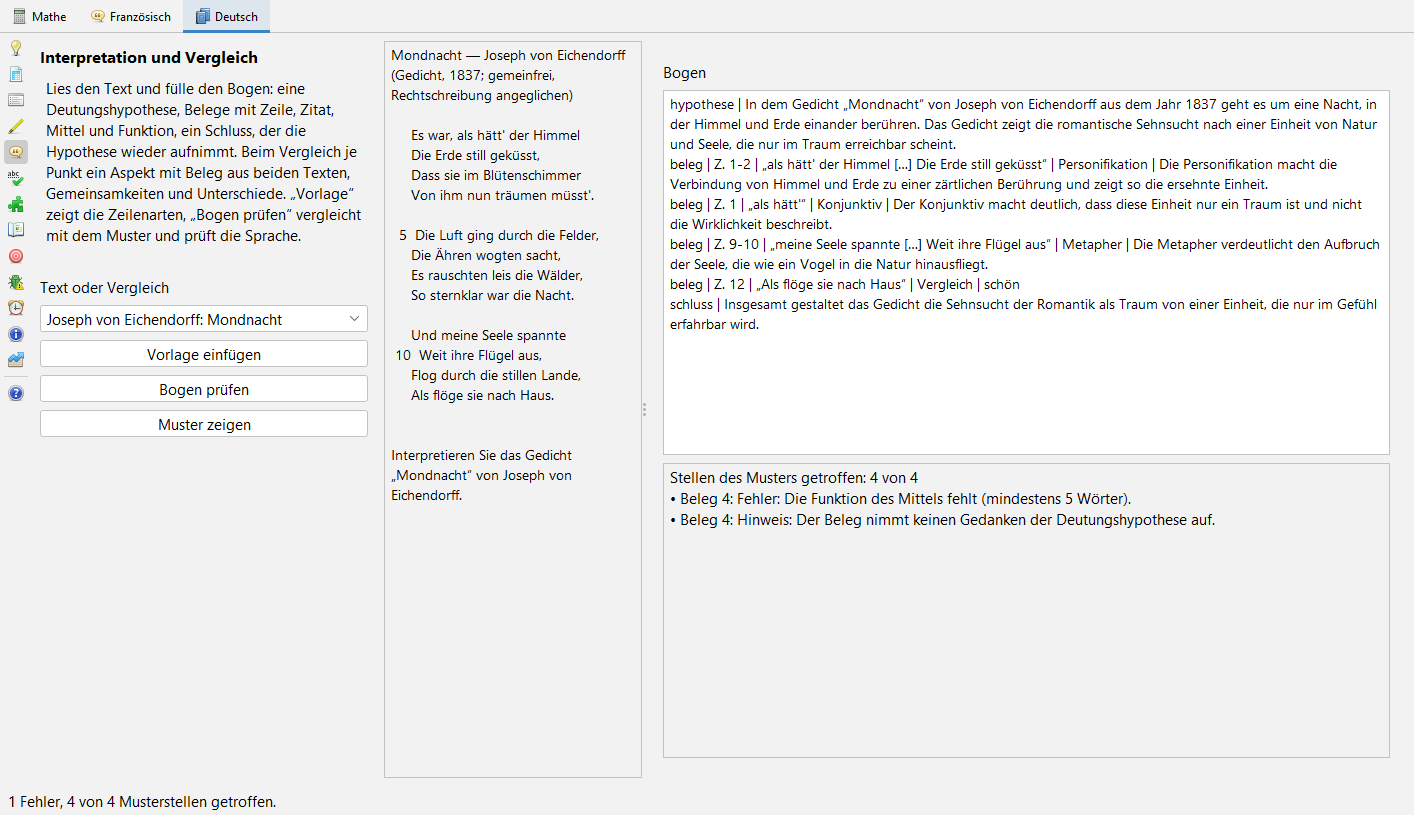 Mathe
Französisch
Deutsch
Interpretation und Vergleich
Lies den Text und fülle den Bogen: eine
Deutungshypothese, Belege mit Zeile, Zitat,
Mittel und Funktion, ein Schluss, der die
Hypothese wieder aufnimmt. Beim Vergleich je
Punkt ein Aspekt mit Beleg aus beiden Texten,
Gemeinsamkeiten und Unterschiede. „Vorlage“
zeigt die Zeilenarten, „Bogen prüfen“ vergleicht
mit dem Muster und prüft die Sprache.
Text oder Vergleich
Joseph von Eichendorff: Mondnacht
Vorlage einfügen
Bogen prüfen
Muster zeigen
Mondnacht — Joseph von Eichendorff
(Gedicht, 1837; gemeinfrei,
Rechtschreibung angeglichen)
Es war, als hätt' der Himmel
Die Erde still geküsst,
Dass sie im Blütenschimmer
Von ihm nun träumen müsst'.
5 Die Luft ging durch die Felder,
Die Ähren wogten sacht,
Es rauschten leis die Wälder,
So sternklar war die Nacht.
Und meine Seele spannte
10 Weit ihre Flügel aus,
Flog durch die stillen Lande,
Als flöge sie nach Haus.
Interpretieren Sie das Gedicht
„Mondnacht“ von Joseph von
Eichendorff.
Bogen
hypothese | In dem Gedicht „Mondnacht“ von Joseph von Eichendorff aus dem Jahr 1837 geht es um eine Nacht, in
der Himmel und Erde einander berühren. Das Gedicht zeigt die romantische Sehnsucht nach einer Einheit von Natur
und Seele, die nur im Traum erreichbar scheint.
beleg | Z. 1-2 | „als hätt' der Himmel [...] Die Erde still geküsst“ | Personifikation | Die Personifikation macht die
Verbindung von Himmel und Erde zu einer zärtlichen Berührung und zeigt so die ersehnte Einheit.
beleg | Z. 1 | „als hätt'“ | Konjunktiv | Der Konjunktiv macht deutlich, dass diese Einheit nur ein Traum ist und nicht
die Wirklichkeit beschreibt.
beleg | Z. 9-10 | „meine Seele spannte [...] Weit ihre Flügel aus“ | Metapher | Die Metapher verdeutlicht den Aufbruch
der Seele, die wie ein Vogel in die Natur hinausfliegt.
beleg | Z. 12 | „Als flöge sie nach Haus“ | Vergleich | schön
schluss | Insgesamt gestaltet das Gedicht die Sehnsucht der Romantik als Traum von einer Einheit, die nur im Gefühl
erfahrbar wird.
Stellen des Musters getroffen: 4 von 4
• Beleg 4: Fehler: Die Funktion des Mittels fehlt (mindestens 5 Wörter).
• Beleg 4: Hinweis: Der Beleg nimmt keinen Gedanken der Deutungshypothese auf.
1 Fehler, 4 von 4 Musterstellen getroffen.